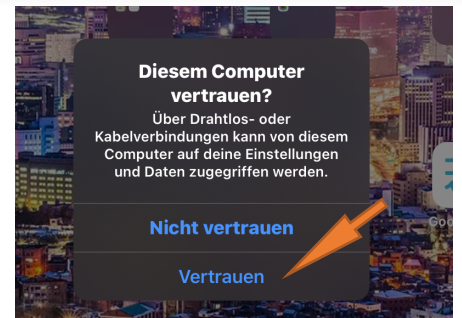 Diesem Computer
vertrauen?
Über Drahtlos- oder
Kabelverbindungen kann von diesem
Computer auf deine Einstellungen
und Daten zugegriffen werden.
Nicht vertrauen
Vertrauen